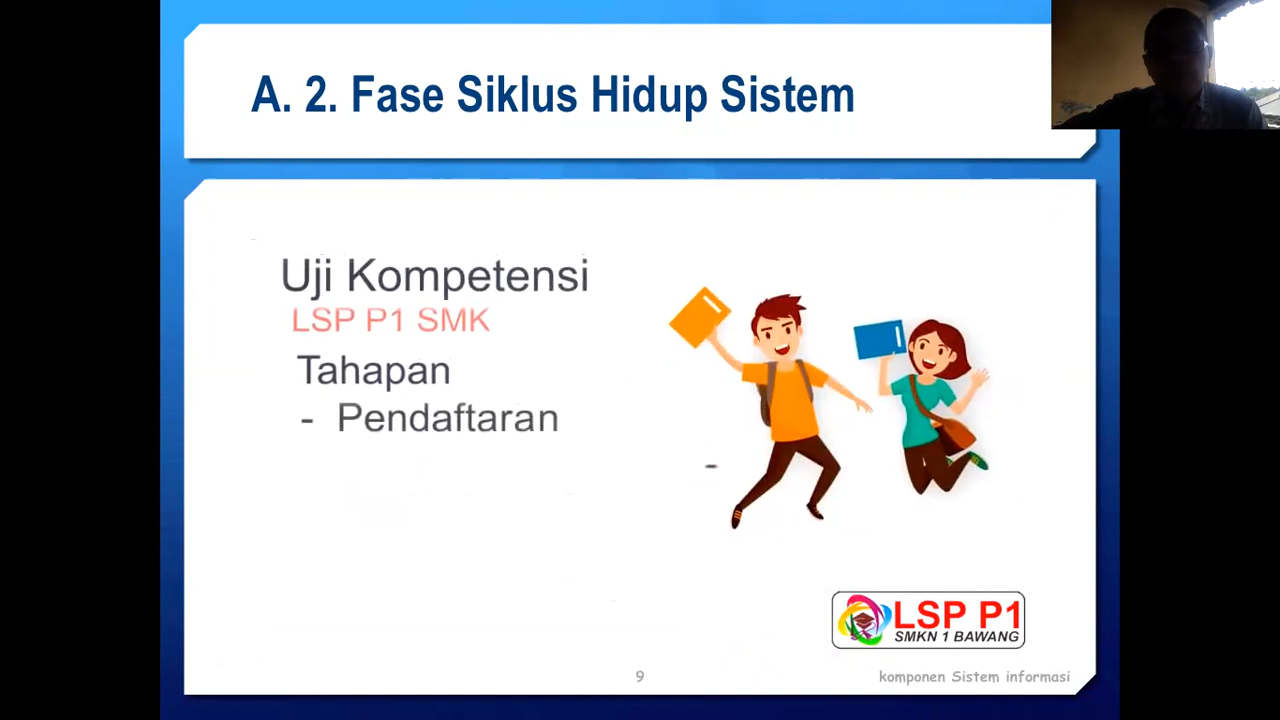 A. 2. Fase Siklus Hidup Sistem
Uji Kompetensi
LSP P1 SMK
Tahapan
- Pendaftaran
LSP P1
SMKN 1 BAWANG
9
komponen Sistem informasi